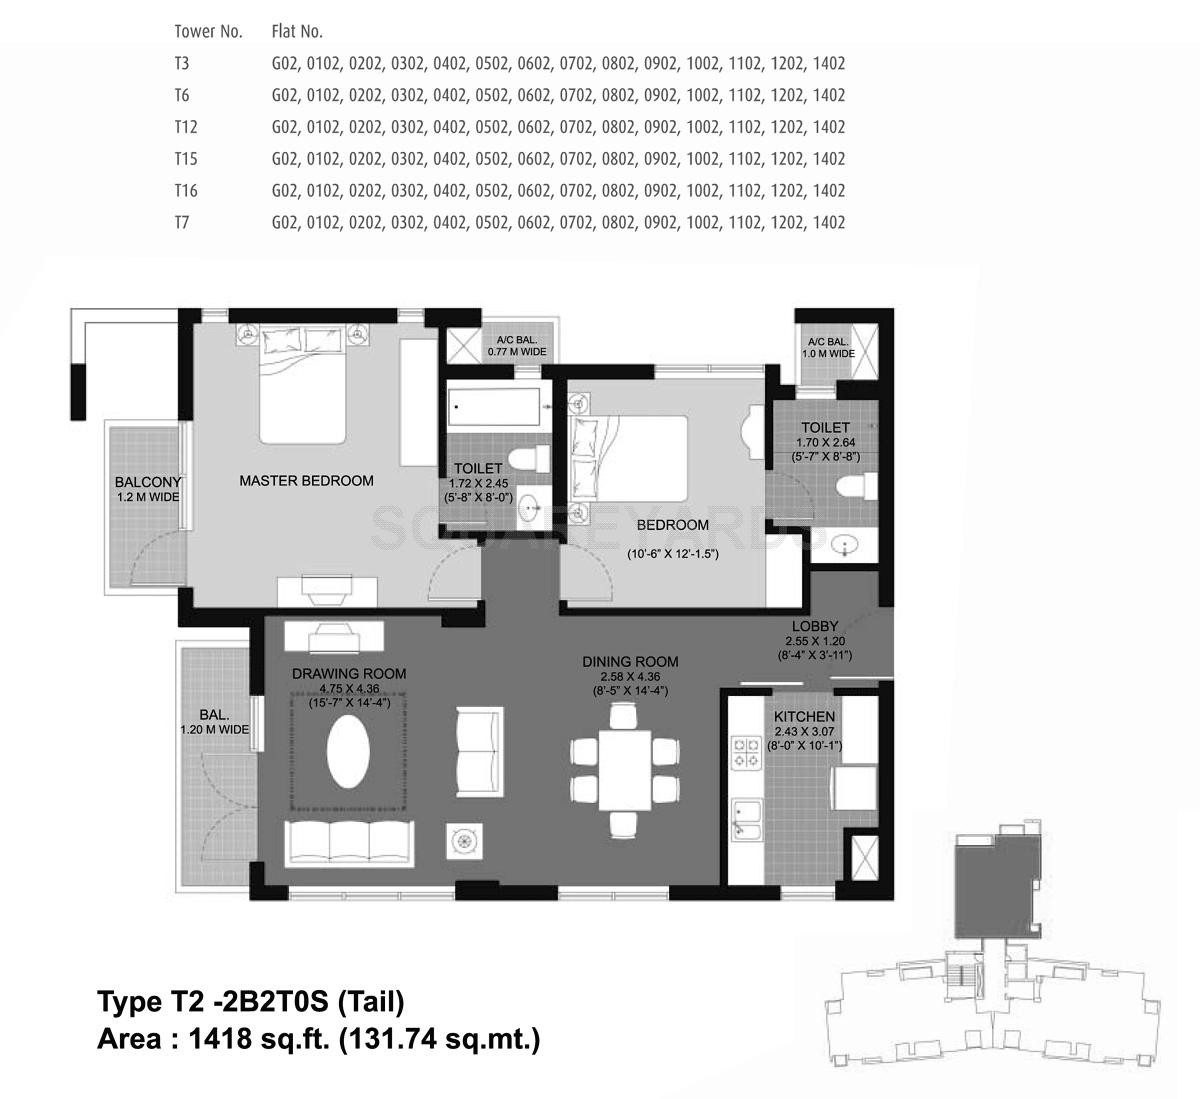 Tower No. Flat No.
T3 G02, 0102, 0202, 0302, 0402, 0502, 0602, 0702, 0802, 0902, 1002, 1102, 1202, 1402
T6 G02, 0102, 0202, 0302, 0402, 0502, 0602, 0702, 0802, 0902, 1002, 1102, 1202, 1402
T12 G02, 0102, 0202, 0302, 0402, 0502, 0602, 0702, 0802, 0902, 1002, 1102, 1202, 1402
T15 G02, 0102, 0202, 0302, 0402, 0502, 0602, 0702, 0802, 0902, 1002, 1102, 1202, 1402
T16 G02, 0102, 0202, 0302, 0402, 0502, 0602, 0702, 0802, 0902, 1002, 1102, 1202, 1402
T7 G02, 0102, 0202, 0302, 0402, 0502, 0602, 0702, 0802, 0902, 1002, 1102, 1202, 1402
A/C BAL.
0.77 M WIDE
A/C BAL.
1.0 M WIDE
TOILET
1.70 X 2.64
(5'-7" X 8'-8")
BALCONY
1.2 M WIDE
MASTER BEDROOM
TOILET
1.72 X 2.45
(5'-8" X 8'-0")
BEDROOM
(10'-6" X 12'-1.5")
SQUAREYARDS
LOBBY
2.55 X 1.20
(8'-4" X 3'-11")
DRAWING ROOM
4.75 X 4.36
(15'-7" X 14'-4")
DINING ROOM
2.58 X 4.36
(8'-5" X 14'-4")
BAL.
1.20 M WIDE
KITCHEN
2.43 X 3.07
(8'-0" X 10'-1")
Type T2 -2B2T0S (Tail)
Area : 1418 sq.ft. (131.74 sq.mt.)